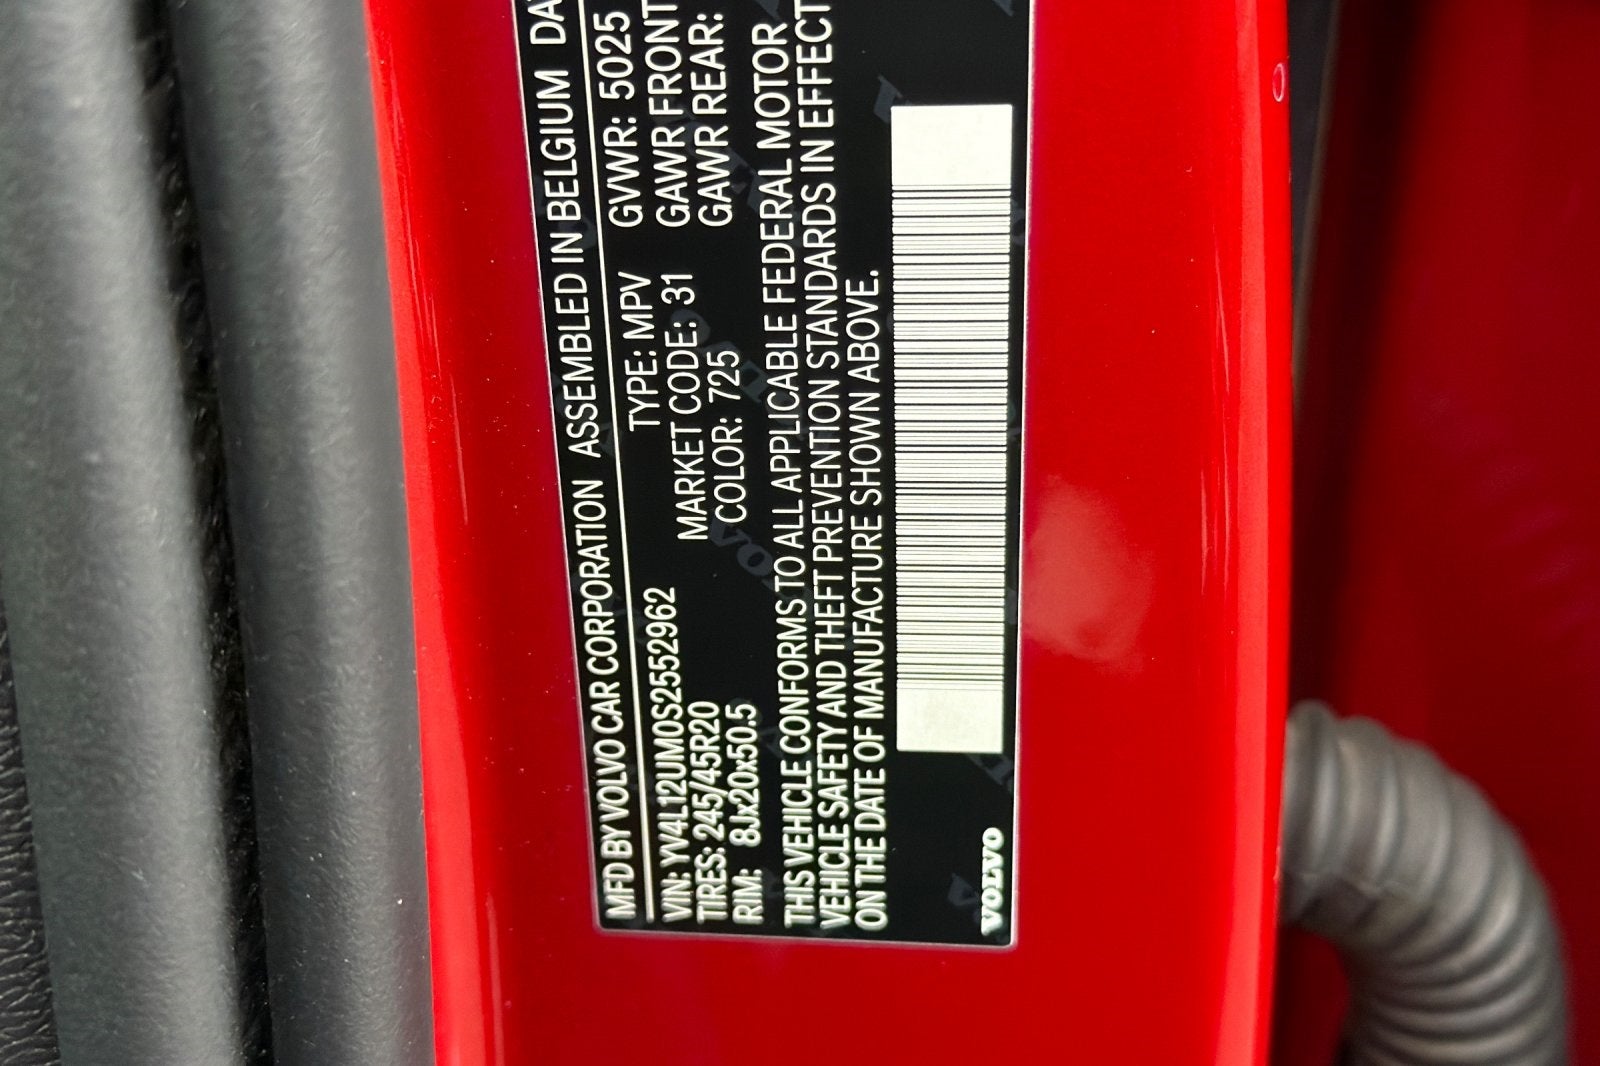 MFD BY VOLVO CAR CORPORATION ASSEMBLED IN BELGIUM DA
VIN: YV4L12UM0S2552962 TYPE: MPV GVWR: 5025
TIRES: 245/45R20 MARKET CODE: 31 GAWR FRONT
RIM: 8Jx20x50.5 COLOR: 725 GAWR REAR:
THIS VEHICLE CONFORMS TO ALL APPLICABLE FEDERAL MOTOR
VEHICLE SAFETY AND THEFT PREVENTION STANDARDS IN EFFECT
ON THE DATE OF MANUFACTURE SHOWN ABOVE.
VOLVO